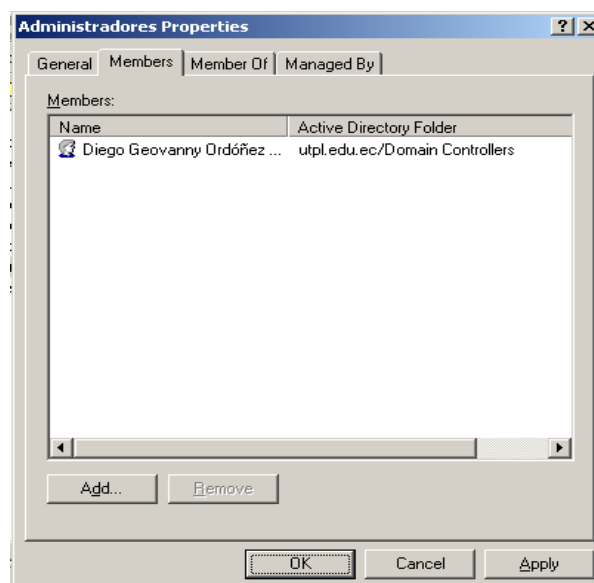 Administradores Properties
General Members Member Of Managed By
Members:
Name Active Directory Folder
Diego Geovanny Ordóñez ... utpl.edu.ec/Domain Controllers
Add... Remove
OK Cancel Apply